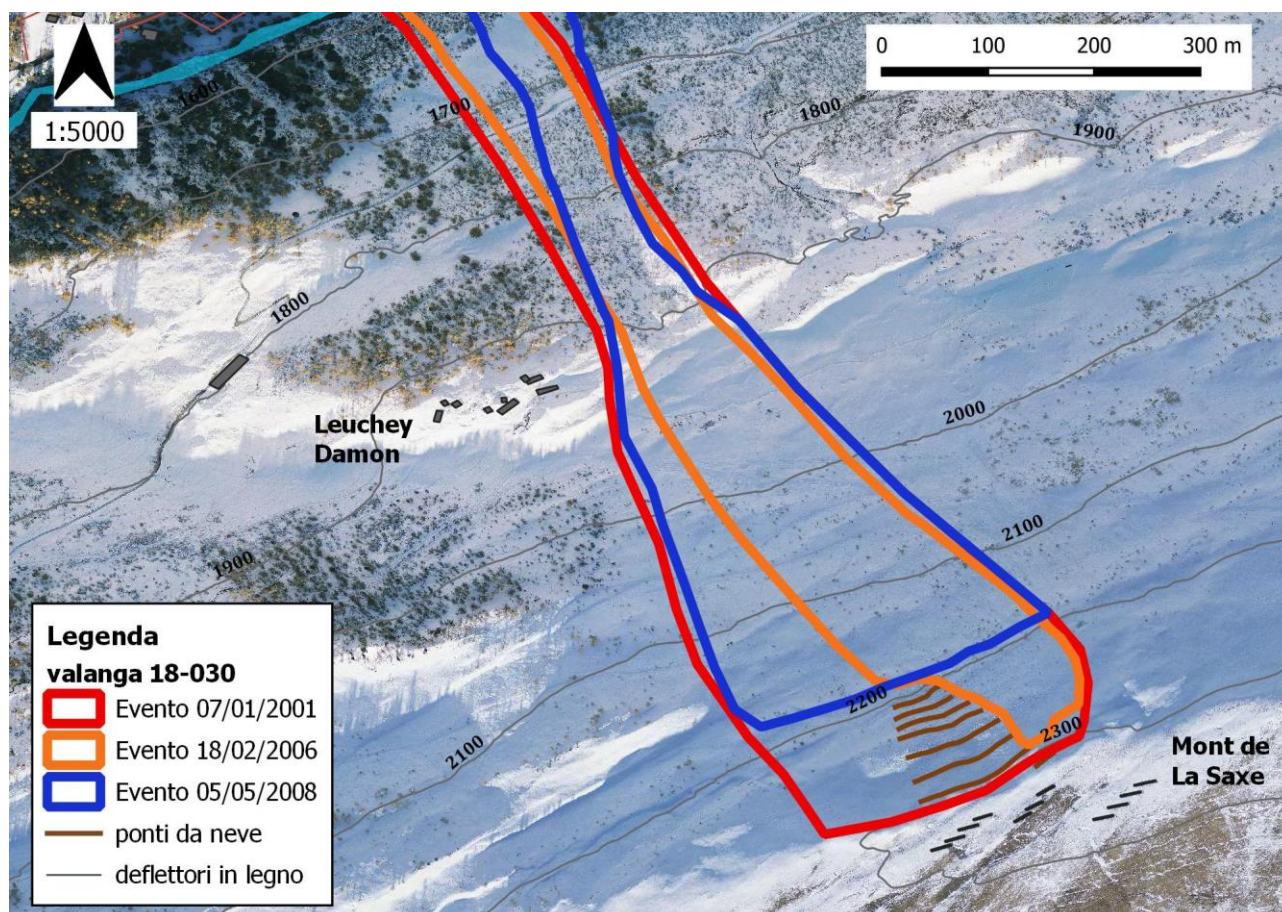 0 100 200 300 m
1:5000
1600
1700
1800
1900
1800
Leuchey
Damon
2000
2100
1900
2200
2300
2100
Mont de
La Saxe
Legenda
valanga 18-030
Evento 07/01/2001
Evento 18/02/2006
Evento 05/05/2008
ponti da neve
deflettori in legno